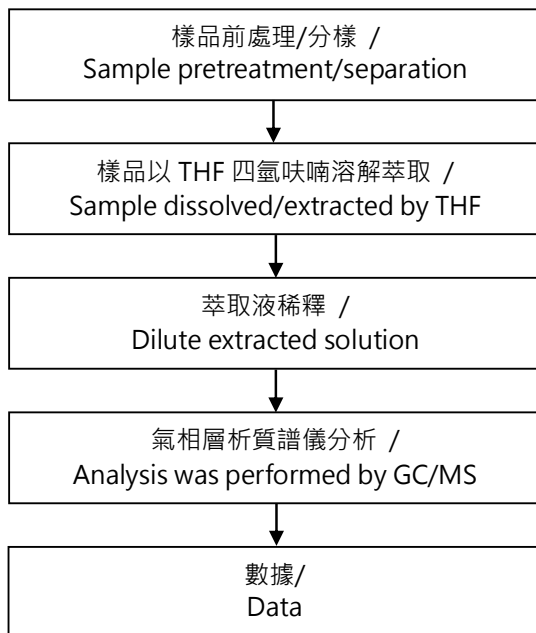 樣品前處理/分樣 /
Sample pretreatment/separation
樣品以 THF 四氫呋喃溶解萃取 /
Sample dissolved/extracted by THF
萃取液稀釋 /
Dilute extracted solution
氣相層析質譜儀分析 /
Analysis was performed by GC/MS
數據/
Data